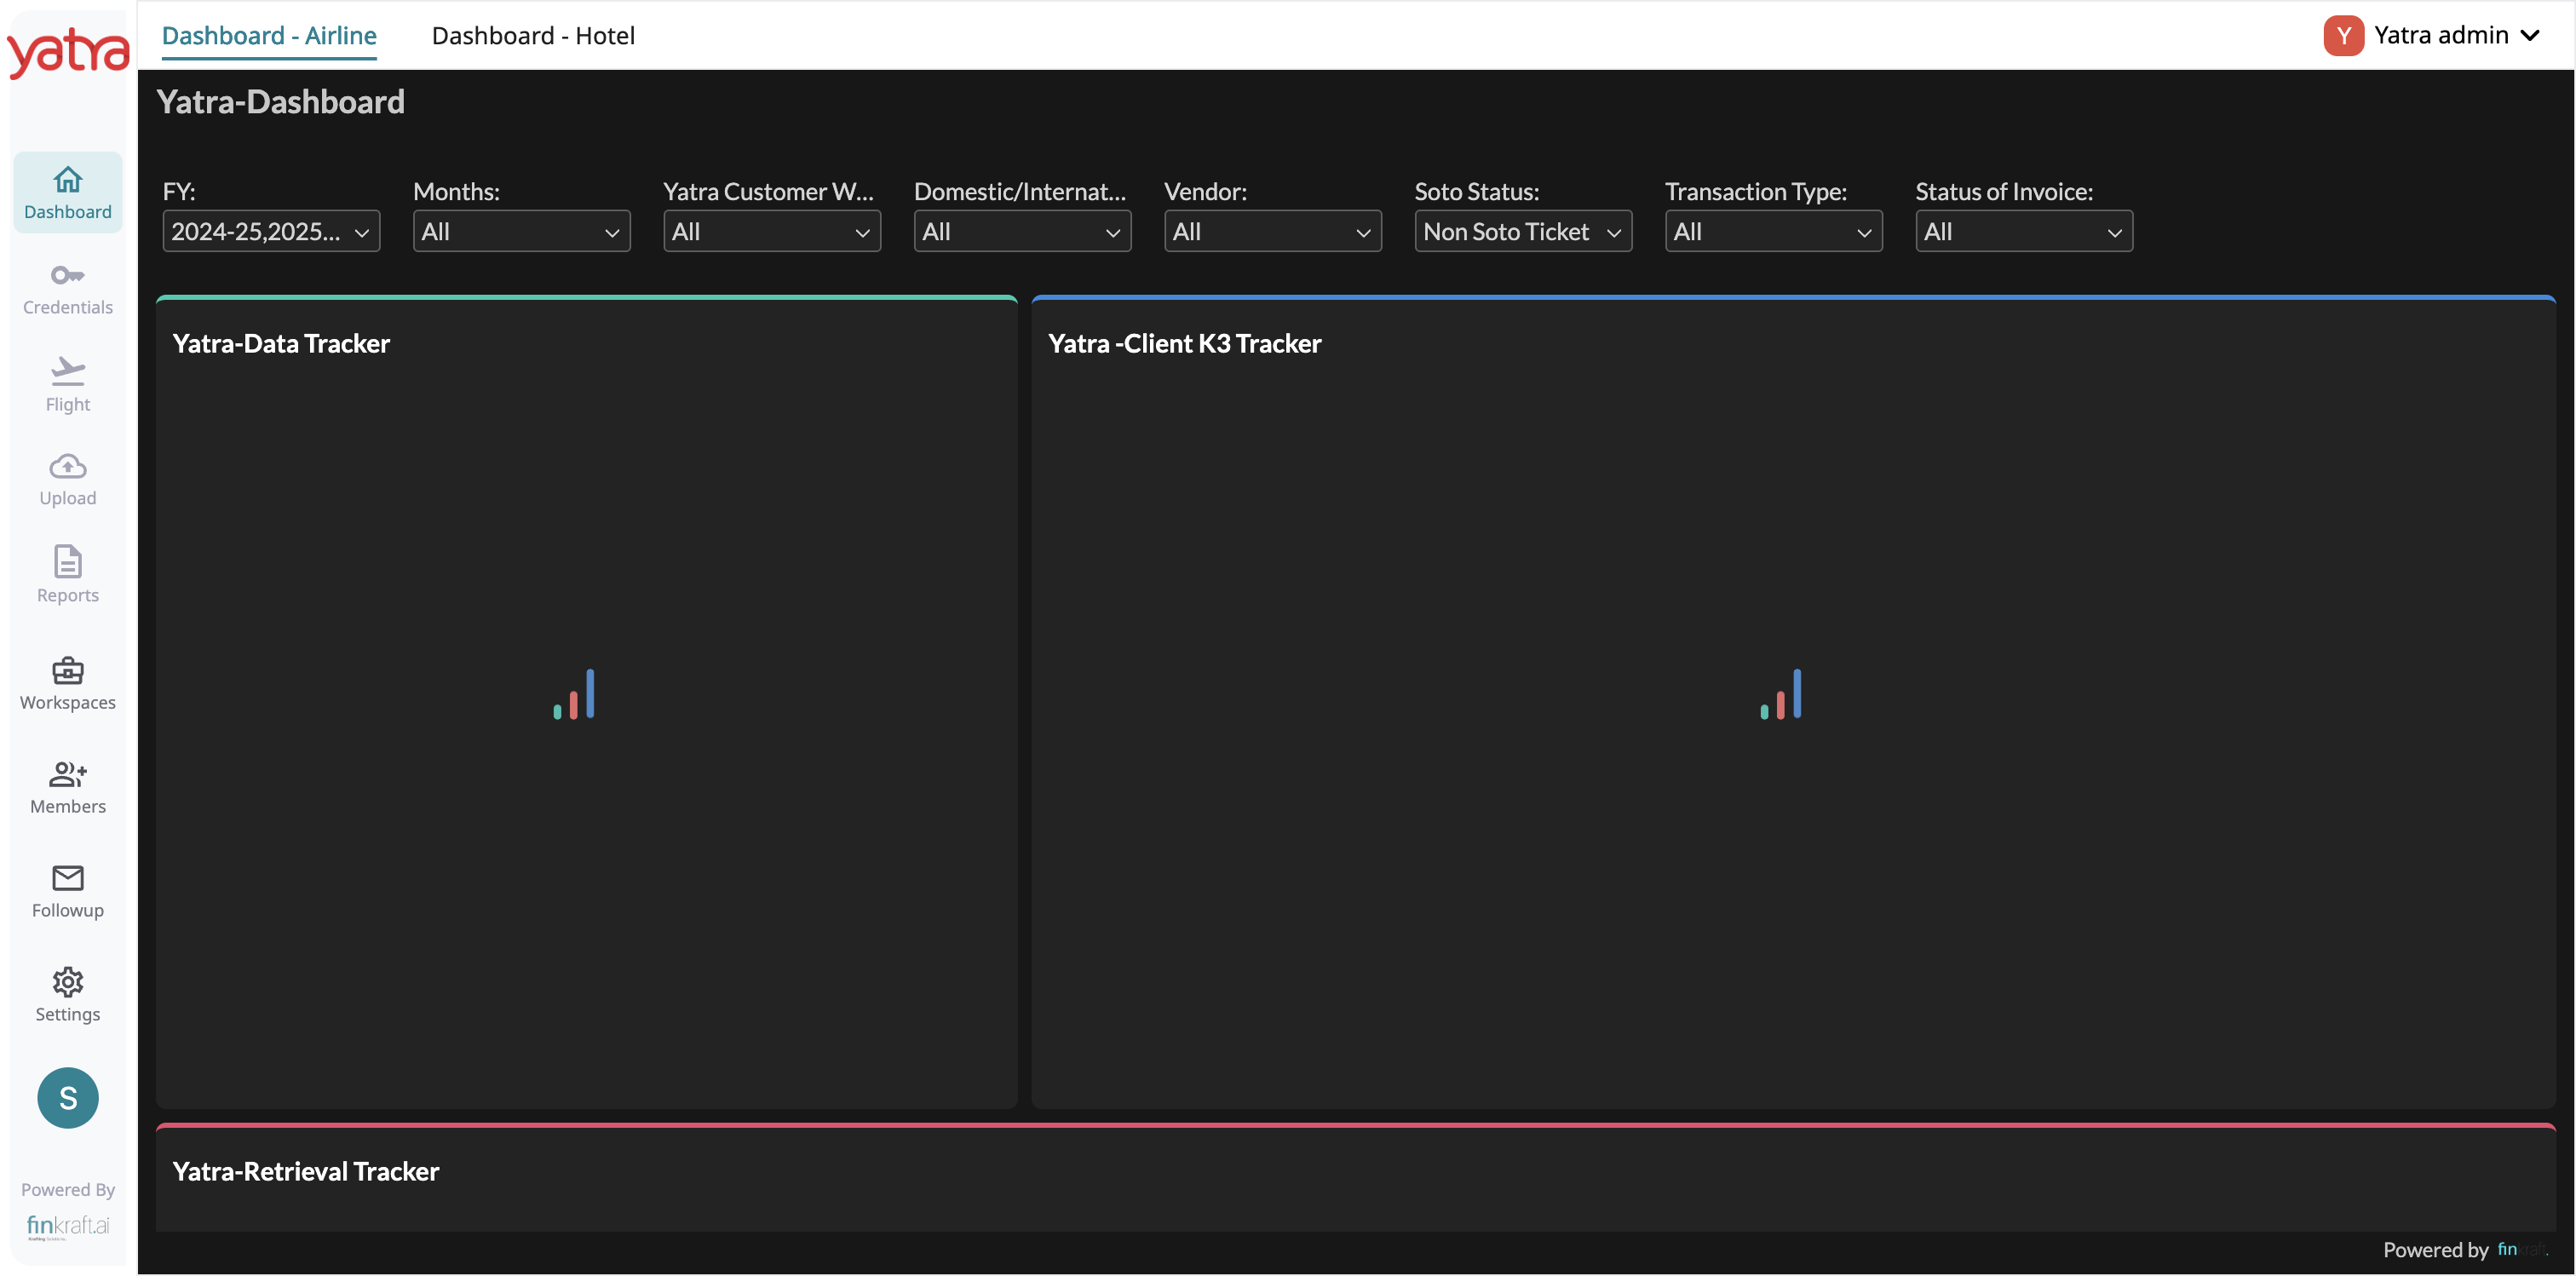 yatra
Dashboard - Airline
Dashboard - Hotel
Y
Yatra admin
Yatra-Dashboard
Dashboard
Credentials
Flight
Upload
Reports
Workspaces
Members
Followup
Settings
S
Powered By
finkraft.ai
FY:
2024-25,2025...
Months:
All
Yatra Customer W...
All
Domestic/Internat...
All
Vendor:
All
Soto Status:
Non Soto Ticket
Transaction Type:
All
Status of Invoice:
All
Yatra-Data Tracker
Yatra -Client K3 Tracker
Yatra-Retrieval Tracker
Powered by finkraft.